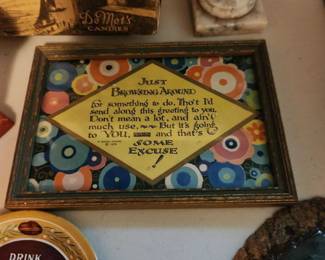 DeMet's
CANDIES
JUST
BROWSING AROUND
for something to do. Tho't I'd
send along this greeting to you.
Don't mean a lot, and ain't
much use, ~~ But it's going
to YOU, and that's
SOME
EXCUSE!
DRINK